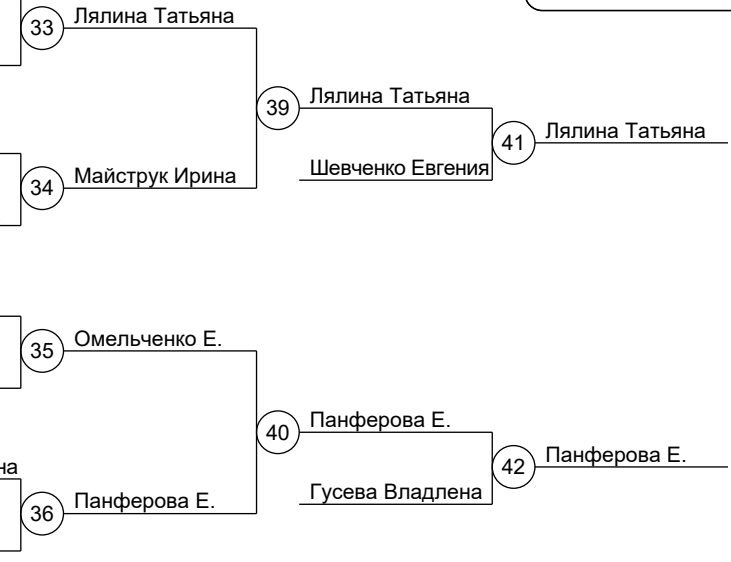 33 Лялина Татьяна
39 Лялина Татьяна
41 Лялина Татьяна
Шевченко Евгения
34 Майструк Ирина
35 Омельченко Е.
40 Панферова Е.
42 Панферова Е.
на
Гусева Владлена
36 Панферова Е.